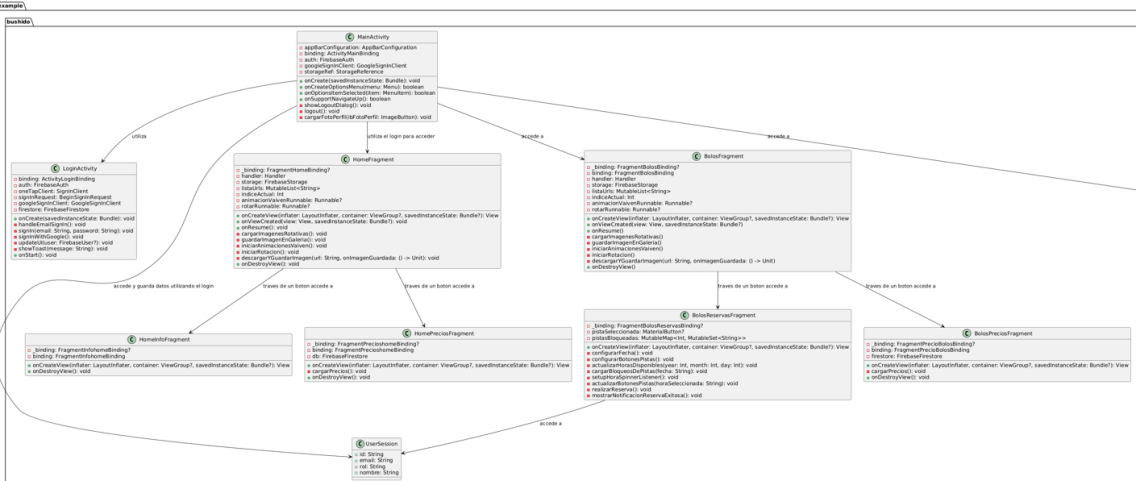 example
bushido
C MainActivity
appBarConfiguration: AppBarConfiguration
binding: ActivityMainBinding
auth: FirebaseAuth
googleSignInClient: GoogleSignInClient
storageRef: StorageReference
onCreate(savedInstanceState: Bundle): void
onCreateOptionsMenu(menu: Menu): boolean
onOptionsItemSelected(item: MenuItem): boolean
onSupportNavigateUp(): boolean
showLogoutDialog(): void
logout(): void
cargarFotoPerfil(ibFotoPerfil: ImageButton): void
utiliza
utiliza el login para acceder
accede a
accede a
C LoginActivity
binding: ActivityLoginBinding
auth: FirebaseAuth
oneTapClient: SignInClient
signInRequest: BeginSignInRequest
googleSignInClient: GoogleSignInClient
firestore: FirebaseFirestore
onCreate(savedInstanceState: Bundle): void
handleEmailSignIn(): void
signIn(email: String, password: String): void
signInWithGoogle(): void
updateUI(user: FirebaseUser?): void
showToast(message: String): void
onStart(): void
C HomeFragment
_binding: FragmentHomeBinding?
handler: Handler
storage: FirebaseStorage
listaUrls: MutableList<String>
indiceActual: Int
animacionVaivenRunnable: Runnable?
rotarRunnable: Runnable?
onCreateView(inflater: LayoutInflater, container: ViewGroup?, savedInstanceState: Bundle?): View
onViewCreated(view: View, savedInstanceState: Bundle?): void
onResume(): void
cargarImagenesRotativas(): void
guardarImagenEnGaleria(): void
iniciarAnimacionesVaiven(): void
iniciarRotacion(): void
descargarYGuardarImagen(url: String, onImagenGuardada: () -> Unit): void
onDestroyView(): void
C BolosFragment
_binding: FragmentBolosBinding?
binding: FragmentBolosBinding
handler: Handler
storage: FirebaseStorage
listaUrls: MutableList<String>
indiceActual: Int
animacionVaivenRunnable: Runnable?
rotarRunnable: Runnable?
onCreateView(inflater: LayoutInflater, container: ViewGroup?, savedInstanceState: Bundle?): View
onViewCreated(view: View, savedInstanceState: Bundle?)
onResume()
cargarImagenesRotativas()
guardarImagenEnGaleria()
iniciarAnimacionesVaiven()
iniciarRotacion()
descargarYGuardarImagen(url: String, onImagenGuardada: () -> Unit)
onDestroyView()
accede y guarda datos utilizando el login
traves de un boton accede a
traves de un boton accede a
traves de un boton accede a
traves de un boton accede a
C HomeInfoFragment
_binding: FragmentInfohomeBinding?
binding: FragmentInfohomeBinding
onCreateView(inflater: LayoutInflater, container: ViewGroup?, savedInstanceState: Bundle?): View
onDestroyView(): void
C HomePreciosFragment
_binding: FragmentPrecioshomeBinding?
binding: FragmentPrecioshomeBinding
db: FirebaseFirestore
onCreateView(inflater: LayoutInflater, container: ViewGroup?, savedInstanceState: Bundle?): View
cargarPrecios(): void
onDestroyView(): void
C BolosReservasFragment
_binding: FragmentBolosReservasBinding?
pistaSeleccionada: MaterialButton?
pistasBloqueadas: MutableMap<Int, MutableSet<String>>
onCreateView(inflater: LayoutInflater, container: ViewGroup?, savedInstanceState: Bundle?): View
configurarFecha(): void
configurarBotonesPistas(): void
actualizarHorasDisponibles(year: Int, month: Int, day: Int): void
cargarBloqueosDePistas(fecha: String): void
setupHoraSpinnerListener(): void
actualizarBotonesPistas(horaSeleccionada: String): void
realizarReserva(): void
mostrarNotificacionReservaExitosa(): void
C BolosPreciosFragment
_binding: FragmentPrecioBolosBinding?
binding: FragmentPrecioBolosBinding
firestore: FirebaseFirestore
onCreateView(inflater: LayoutInflater, container: ViewGroup?, savedInstanceState: Bundle?): View
cargarPrecios(): void
onDestroyView(): void
accede a
C UserSession
id: String
email: String
rol: String
nombre: String